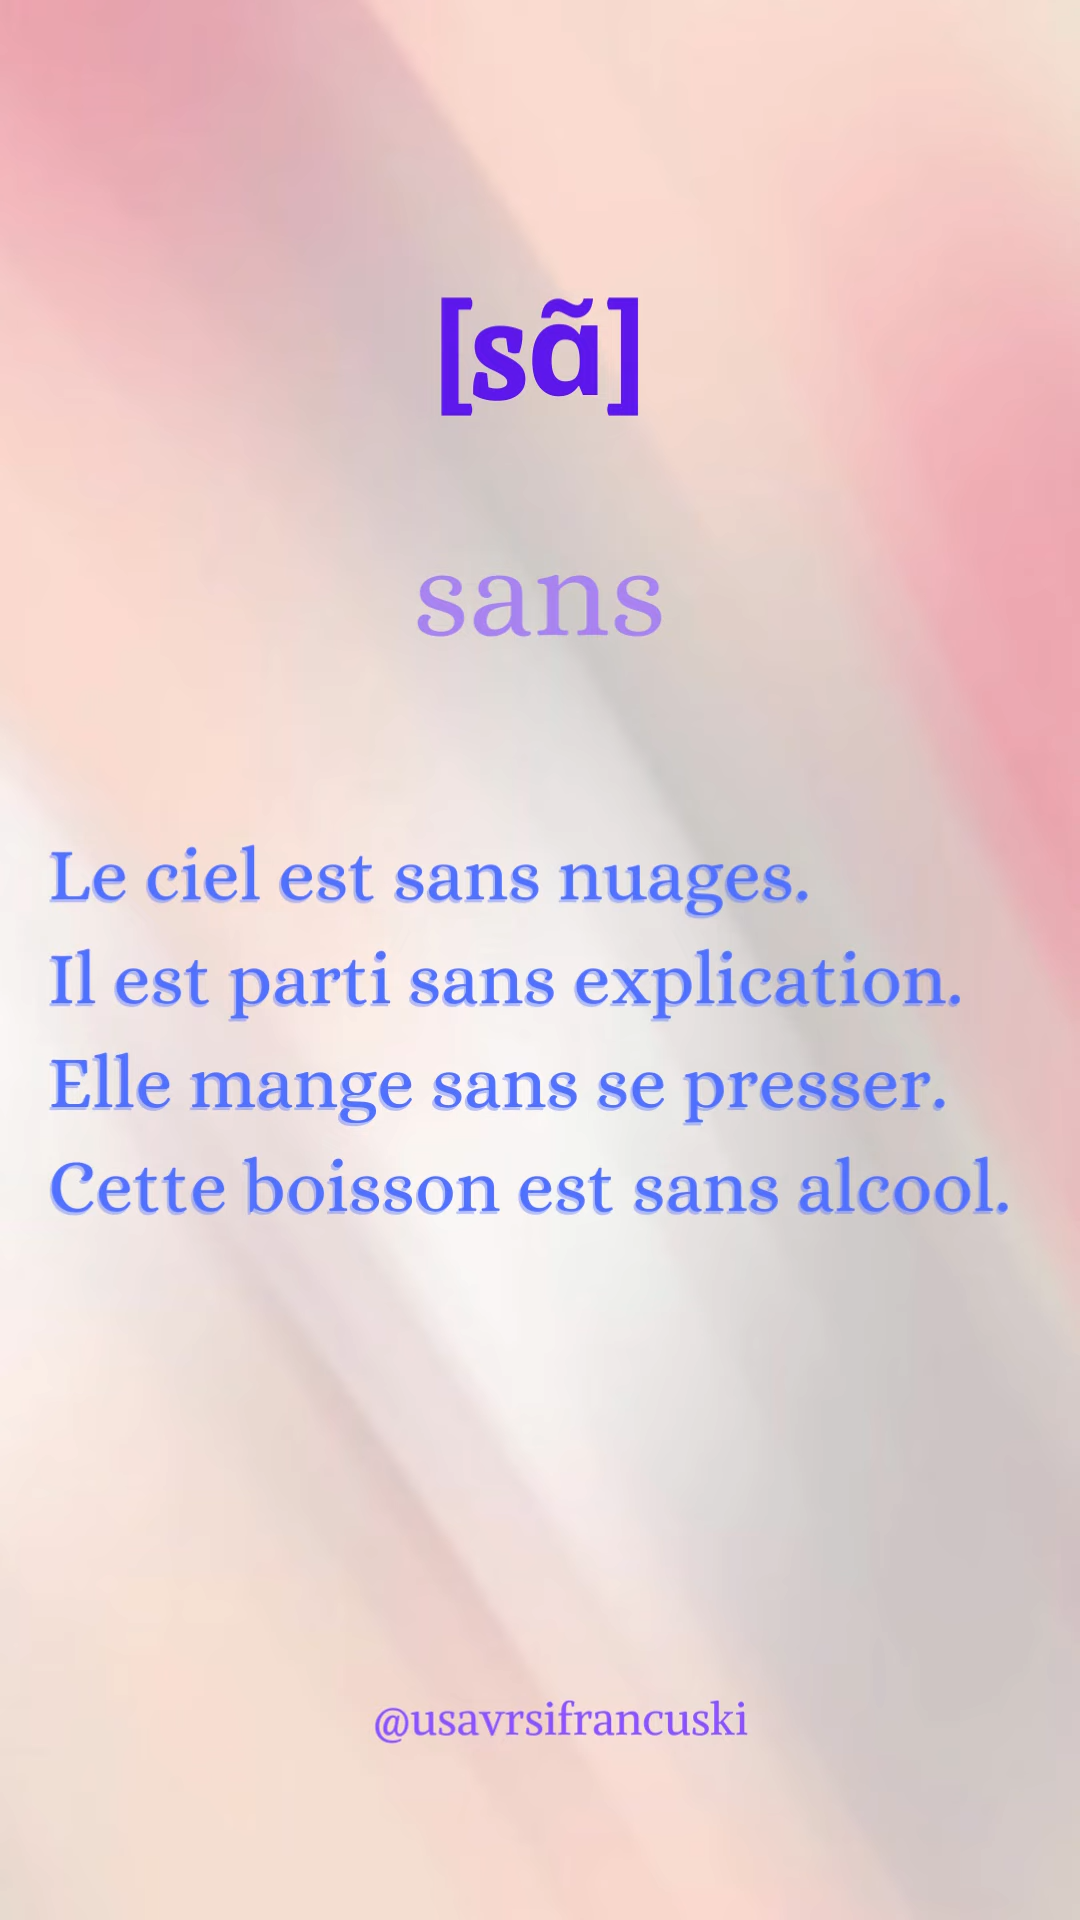 [sɑ̃]
sans
Le ciel est sans nuages.
Il est parti sans explication.
Elle mange sans se presser.
Cette boisson est sans alcool.
@usavrsifrancuski